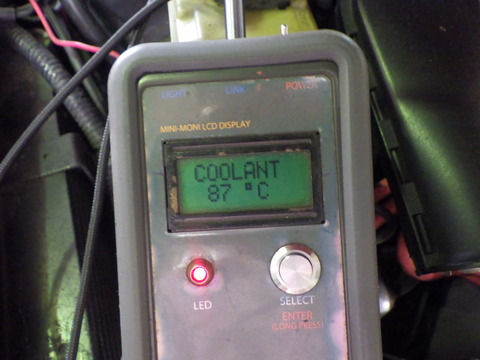 LIGHT LINK POWER
MINI-MONI LCD DISPLAY
COOLANT
87 °C
LED
SELECT
ENTER
(LONG PRESS)